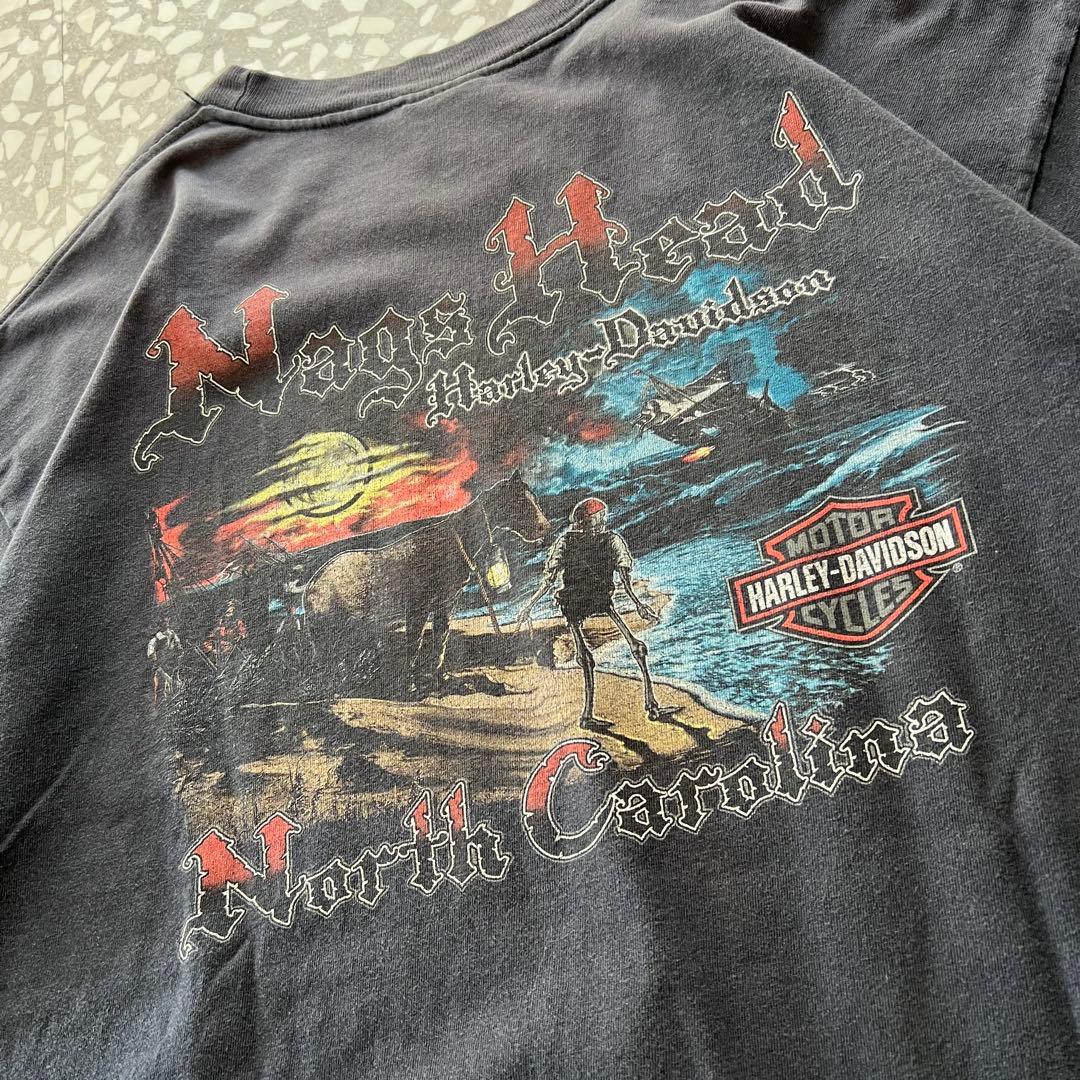 Nags Head
Harley-Davidson
MOTOR
HARLEY-DAVIDSON
CYCLES
®
North Carolina